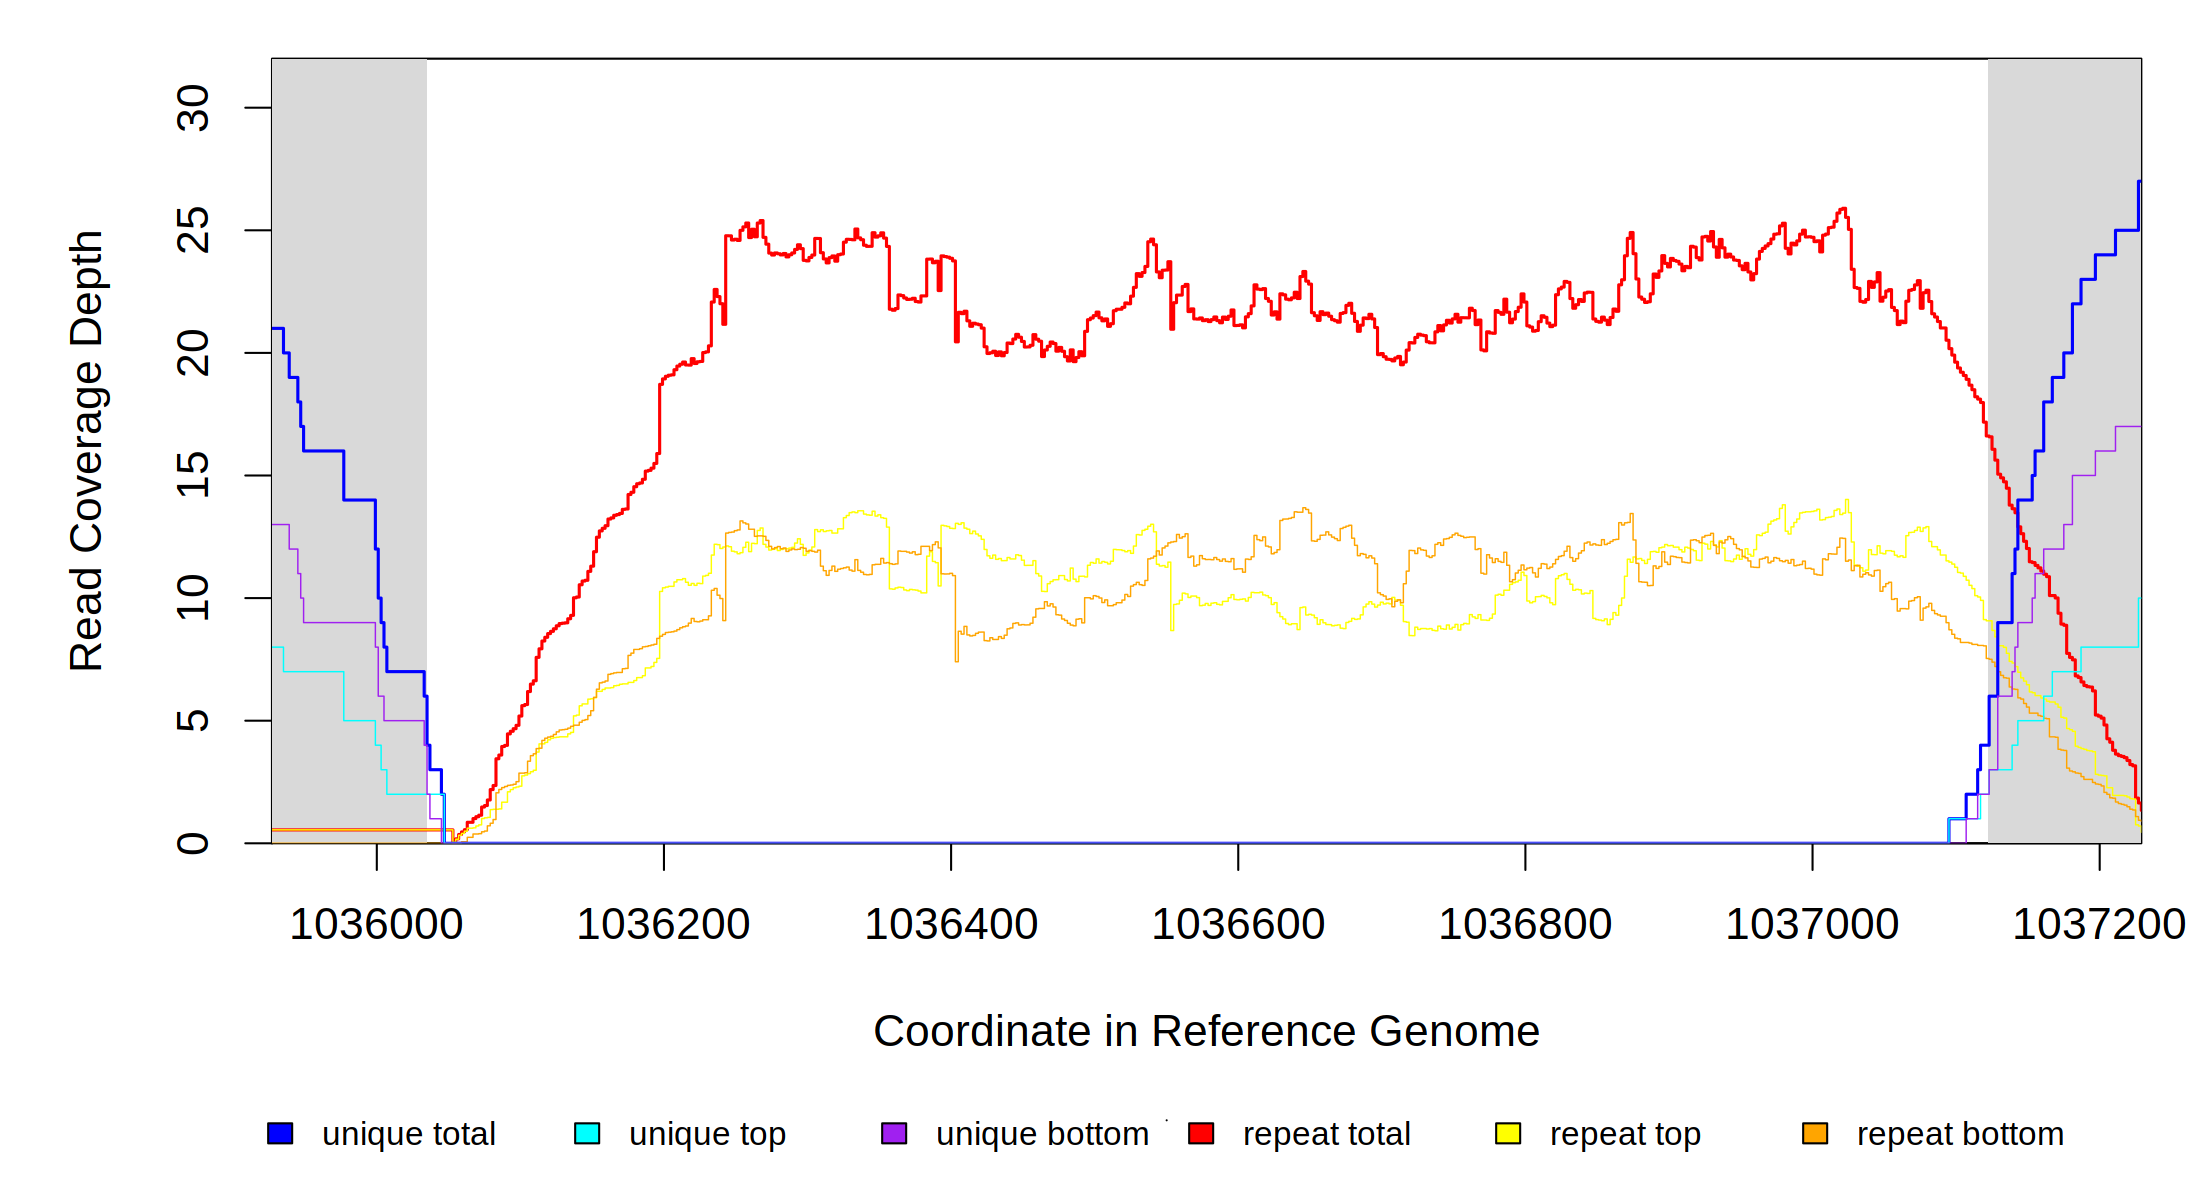 Read Coverage Depth
30
25
20
15
10
5
0
1036000 1036200 1036400 1036600 1036800 1037000 1037200
Coordinate in Reference Genome
unique total unique top unique bottom repeat total repeat top repeat bottom